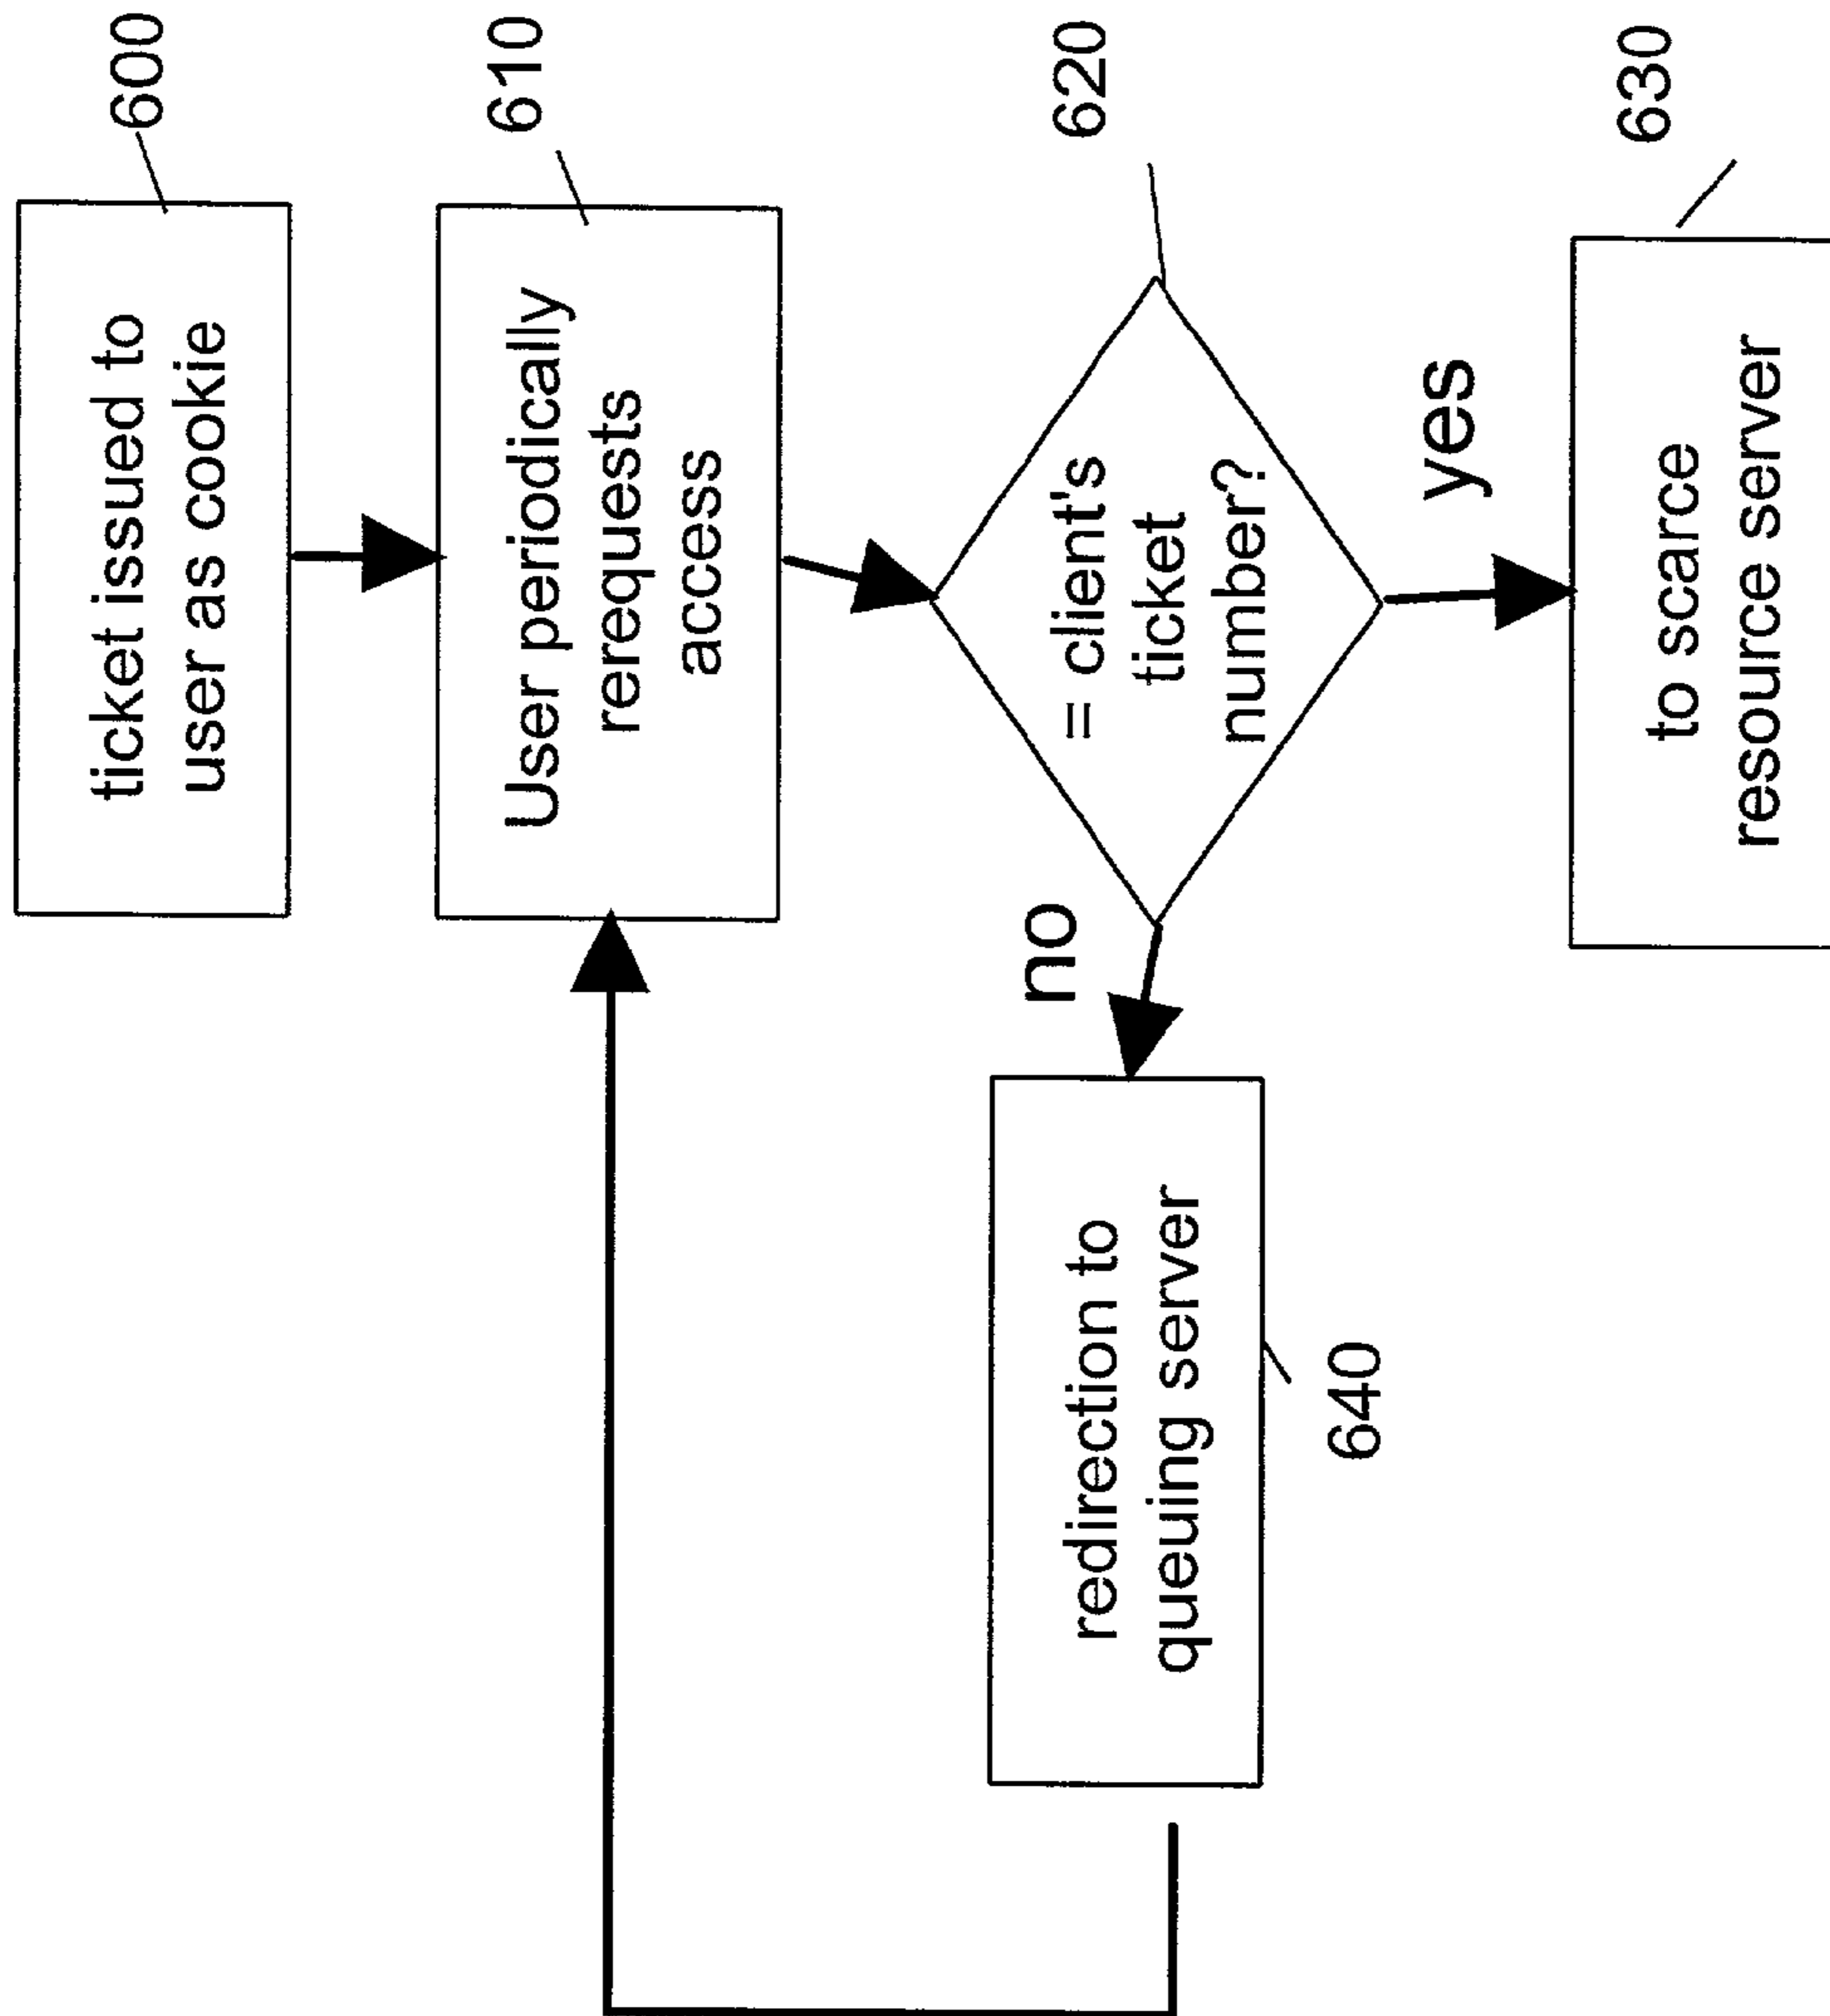 600
ticket issued to
user as cookie
610
User periodically
rerequests
access
620
= client's
ticket
number?
no
yes
630
to scarce
resource server
redirection to
queuing server
640